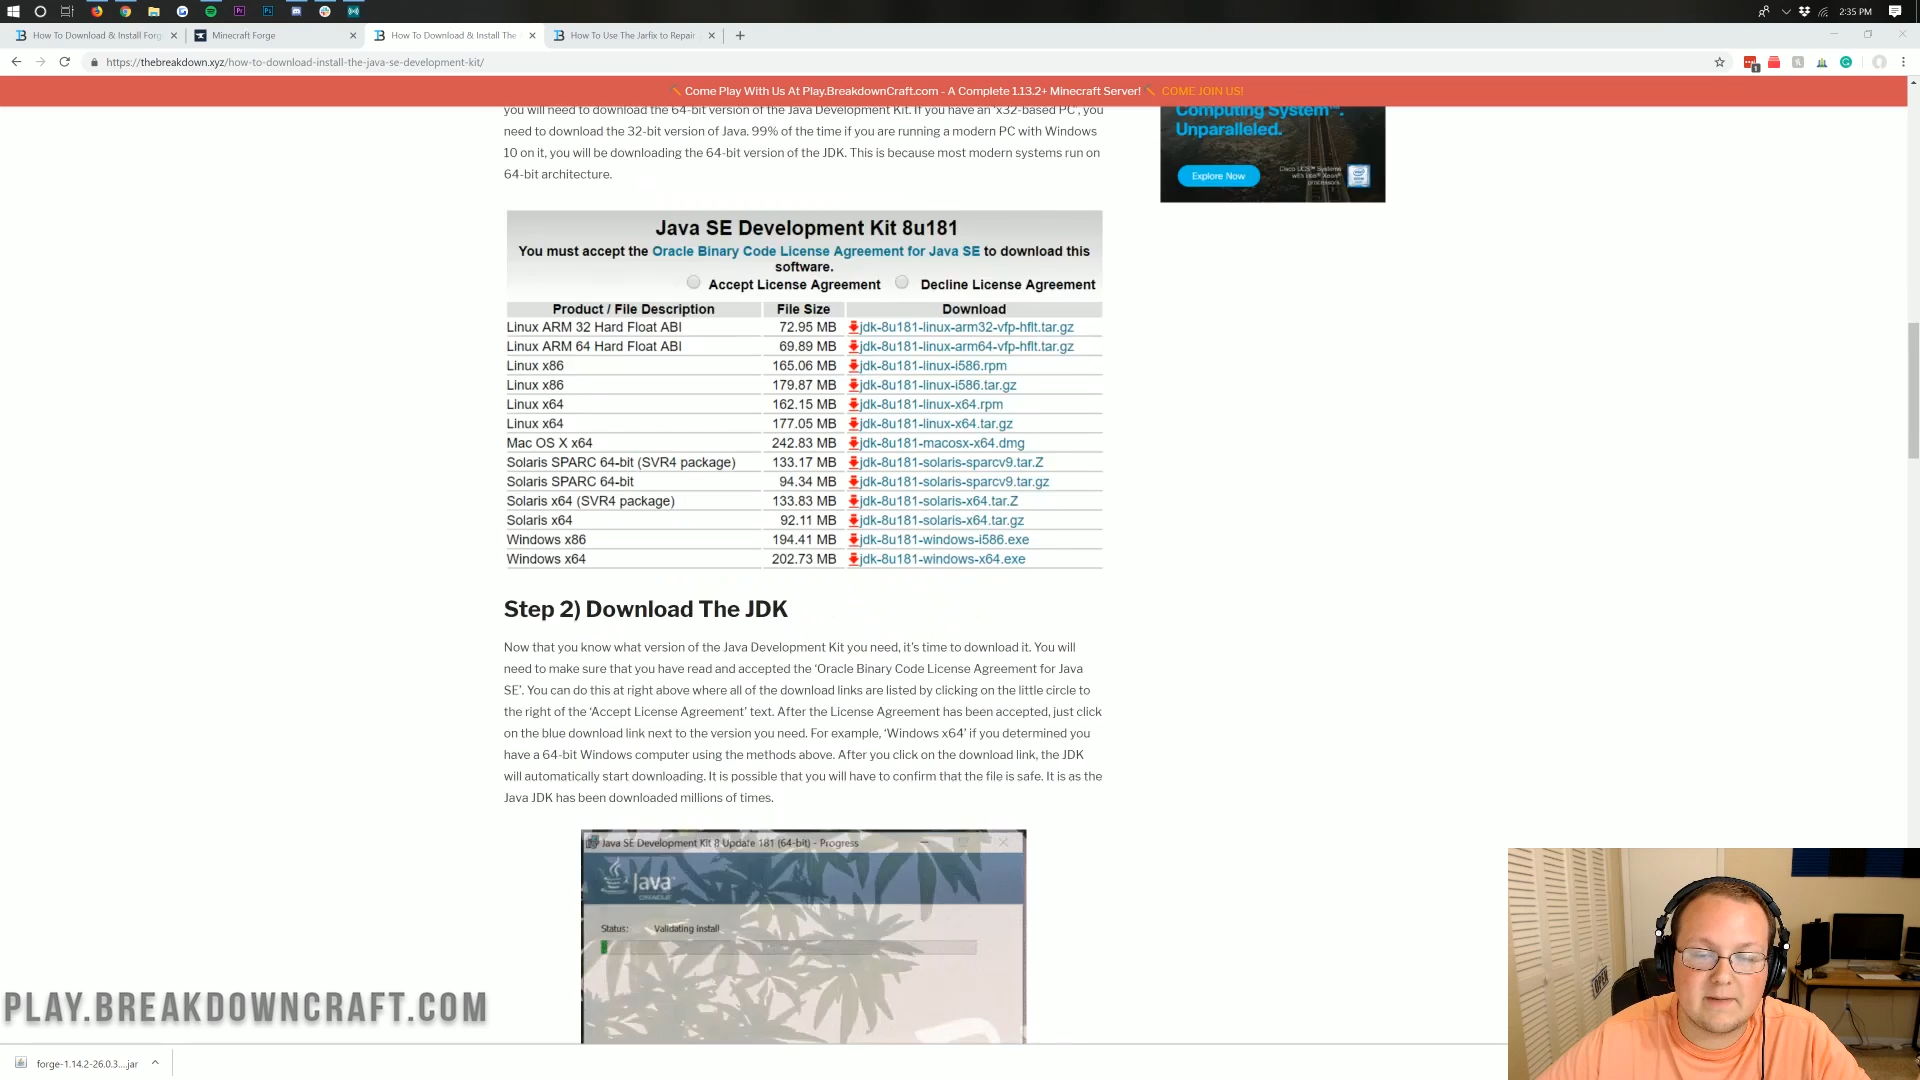 2:35 PM
How To Download & Install Forg
Minecraft Forge
How To Download & Install The
How To Use The Jarfix to Repair
https://thebreakdown.xyz/how-to-download-install-the-java-se-development-kit/
Come Play With Us At Play.BreakdownCraft.com - A Complete 1.13.2+ Minecraft Server! COME JOIN US!
you will need to download the 64-bit version of the Java Development Kit. If you have an 'x32-based PC', you
need to download the 32-bit version of Java. 99% of the time if you are running a modern PC with Windows
10 on it, you will be downloading the 64-bit version of the JDK. This is because most modern systems run on
64-bit architecture.
Computing System™.
Unparalleled.
Explore Now
Cisco UCS™ Systems
with Intel® Xeon®
processors.
Java SE Development Kit 8u181
You must accept the Oracle Binary Code License Agreement for Java SE to download this
software.
Accept License Agreement Decline License Agreement
Product / File Description File Size Download
Linux ARM 32 Hard Float ABI 72.95 MB jdk-8u181-linux-arm32-vfp-hflt.tar.gz
Linux ARM 64 Hard Float ABI 69.89 MB jdk-8u181-linux-arm64-vfp-hflt.tar.gz
Linux x86 165.06 MB jdk-8u181-linux-i586.rpm
Linux x86 179.87 MB jdk-8u181-linux-i586.tar.gz
Linux x64 162.15 MB jdk-8u181-linux-x64.rpm
Linux x64 177.05 MB jdk-8u181-linux-x64.tar.gz
Mac OS X x64 242.83 MB jdk-8u181-macosx-x64.dmg
Solaris SPARC 64-bit (SVR4 package) 133.17 MB jdk-8u181-solaris-sparcv9.tar.Z
Solaris SPARC 64-bit 94.34 MB jdk-8u181-solaris-sparcv9.tar.gz
Solaris x64 (SVR4 package) 133.83 MB jdk-8u181-solaris-x64.tar.Z
Solaris x64 92.11 MB jdk-8u181-solaris-x64.tar.gz
Windows x86 194.41 MB jdk-8u181-windows-i586.exe
Windows x64 202.73 MB jdk-8u181-windows-x64.exe
Step 2) Download The JDK
Now that you know what version of the Java Development Kit you need, it's time to download it. You will
need to make sure that you have read and accepted the 'Oracle Binary Code License Agreement for Java
SE'. You can do this at right above where all of the download links are listed by clicking on the little circle to
the right of the 'Accept License Agreement' text. After the License Agreement has been accepted, just click
on the blue download link next to the version you need. For example, 'Windows x64' if you determined you
have a 64-bit Windows computer using the methods above. After you click on the download link, the JDK
will automatically start downloading. It is possible that you will have to confirm that the file is safe. It is as the
Java JDK has been downloaded millions of times.
Java SE Development Kit 8 Update 181 (64-bit) - Progress
Java
ORACLE
Status: Validating install
PLAY.BREAKDOWNCRAFT.COM
OPEN
forge-1.14.2-26.0.3....jar